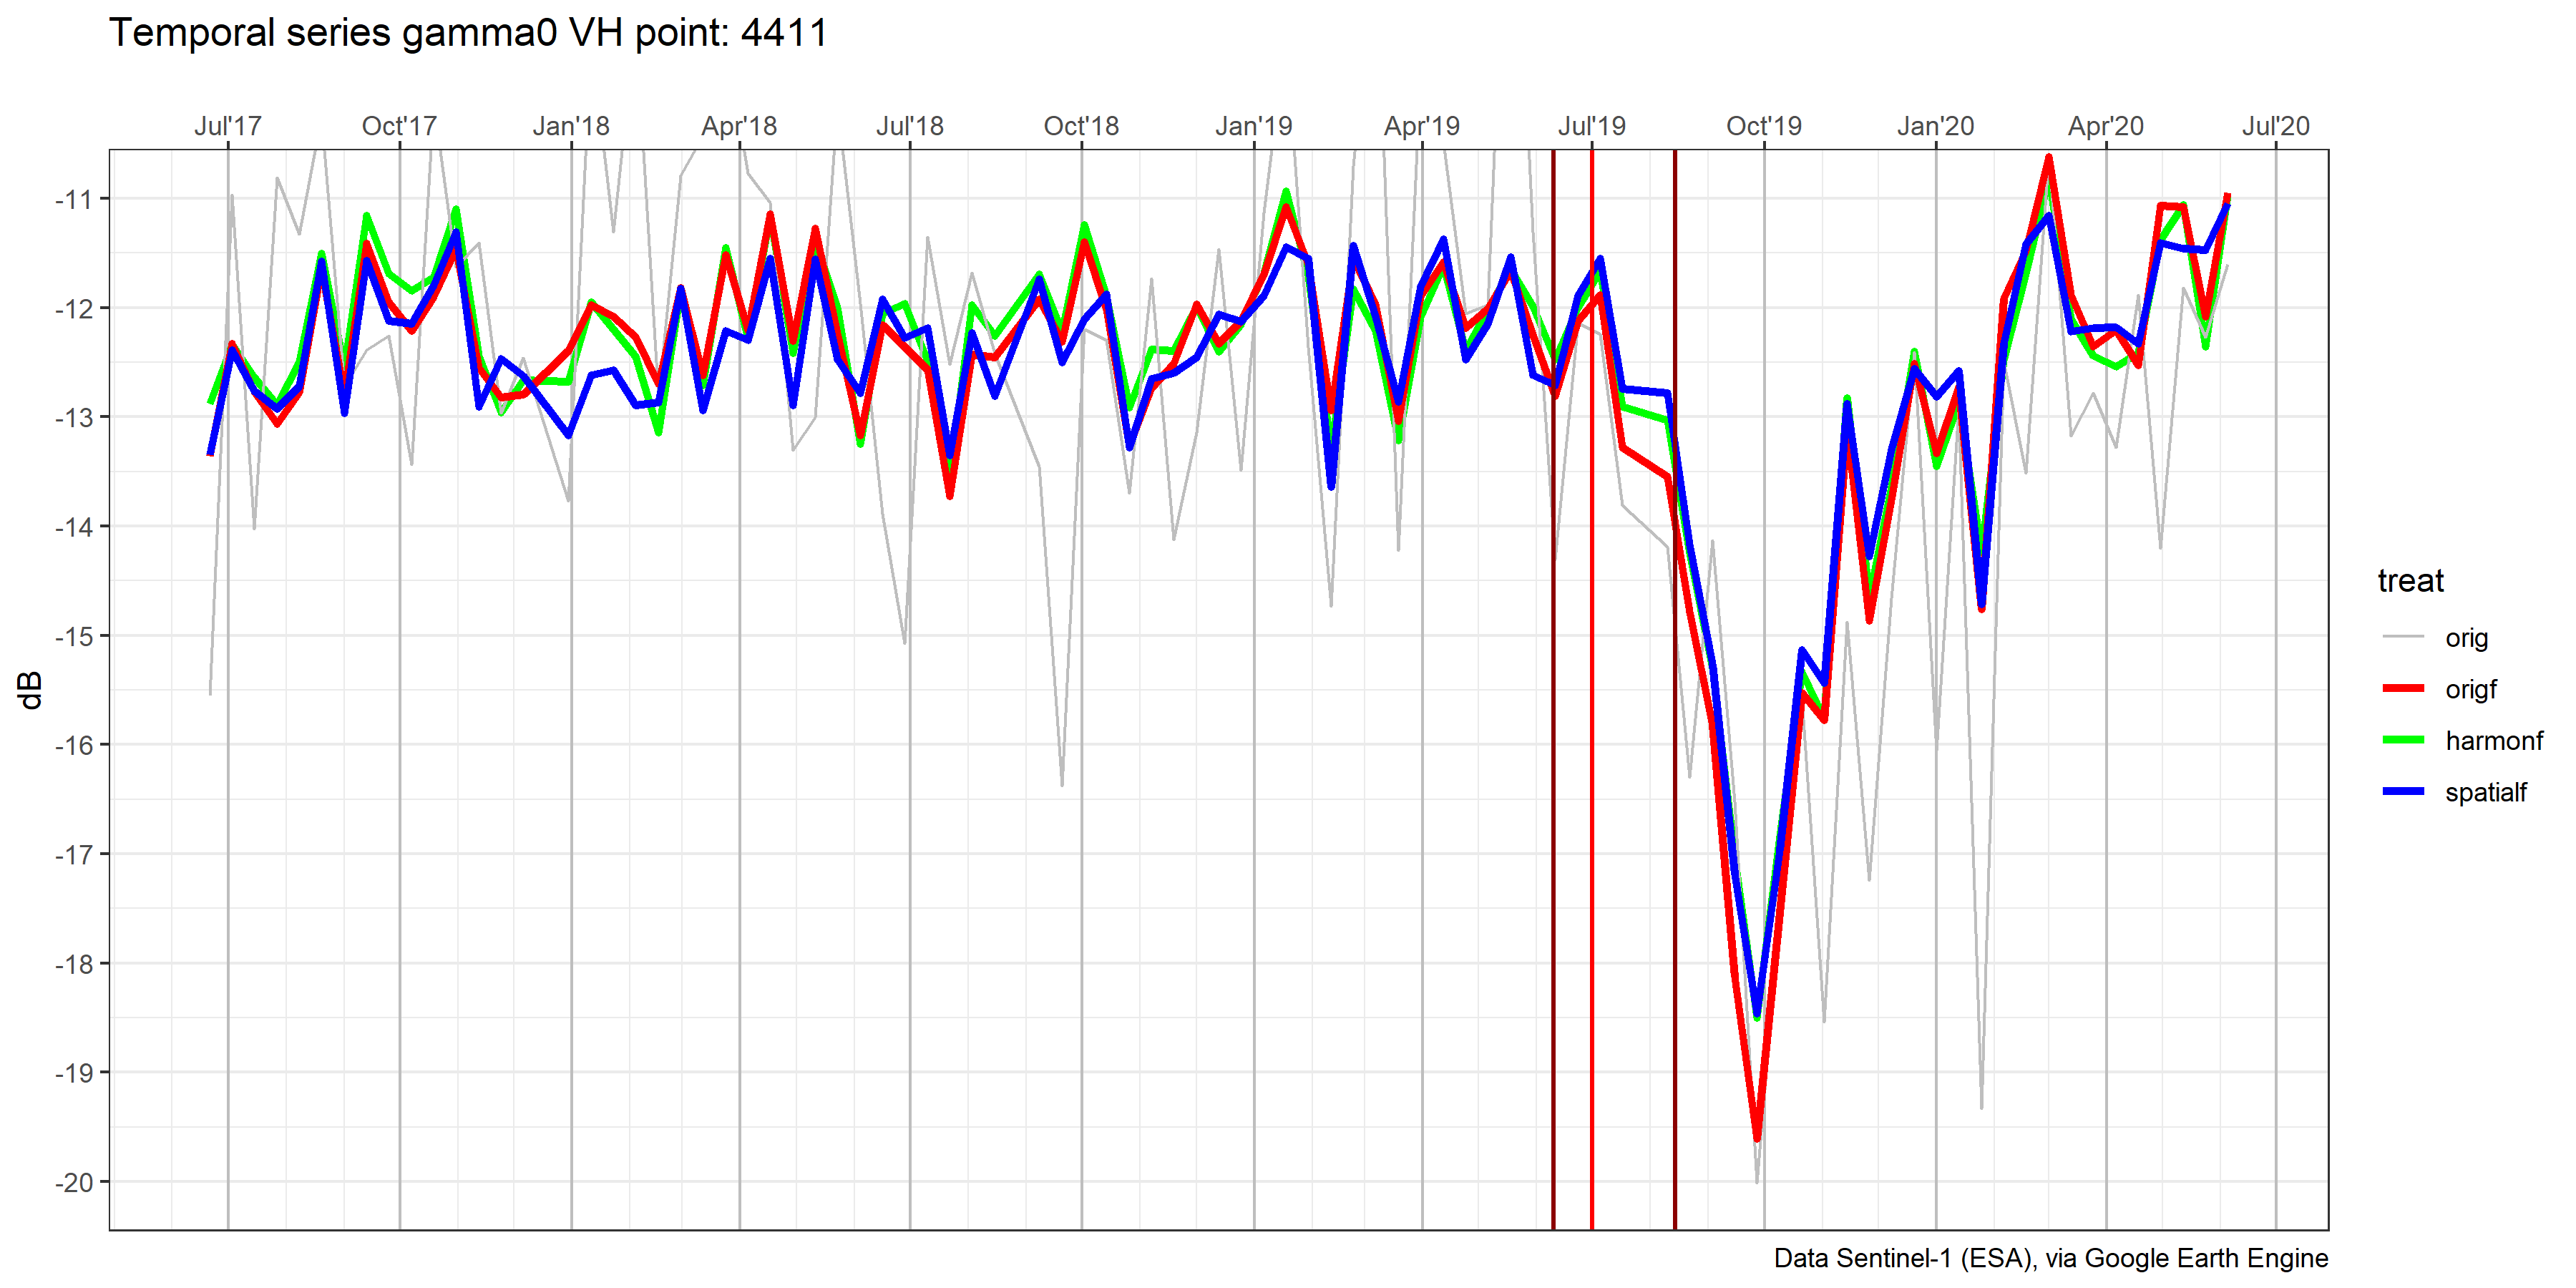 Temporal series gamma0 VH point: 4411
Jul'17 Oct'17 Jan'18 Apr'18 Jul'18 Oct'18 Jan'19 Apr'19 Jul'19 Oct'19 Jan'20 Apr'20 Jul'20
-11
-12
-13
-14
-15
-16
-17
-18
-19
-20
dB
treat
orig
origf
harmonf
spatialf
Data Sentinel-1 (ESA), via Google Earth Engine